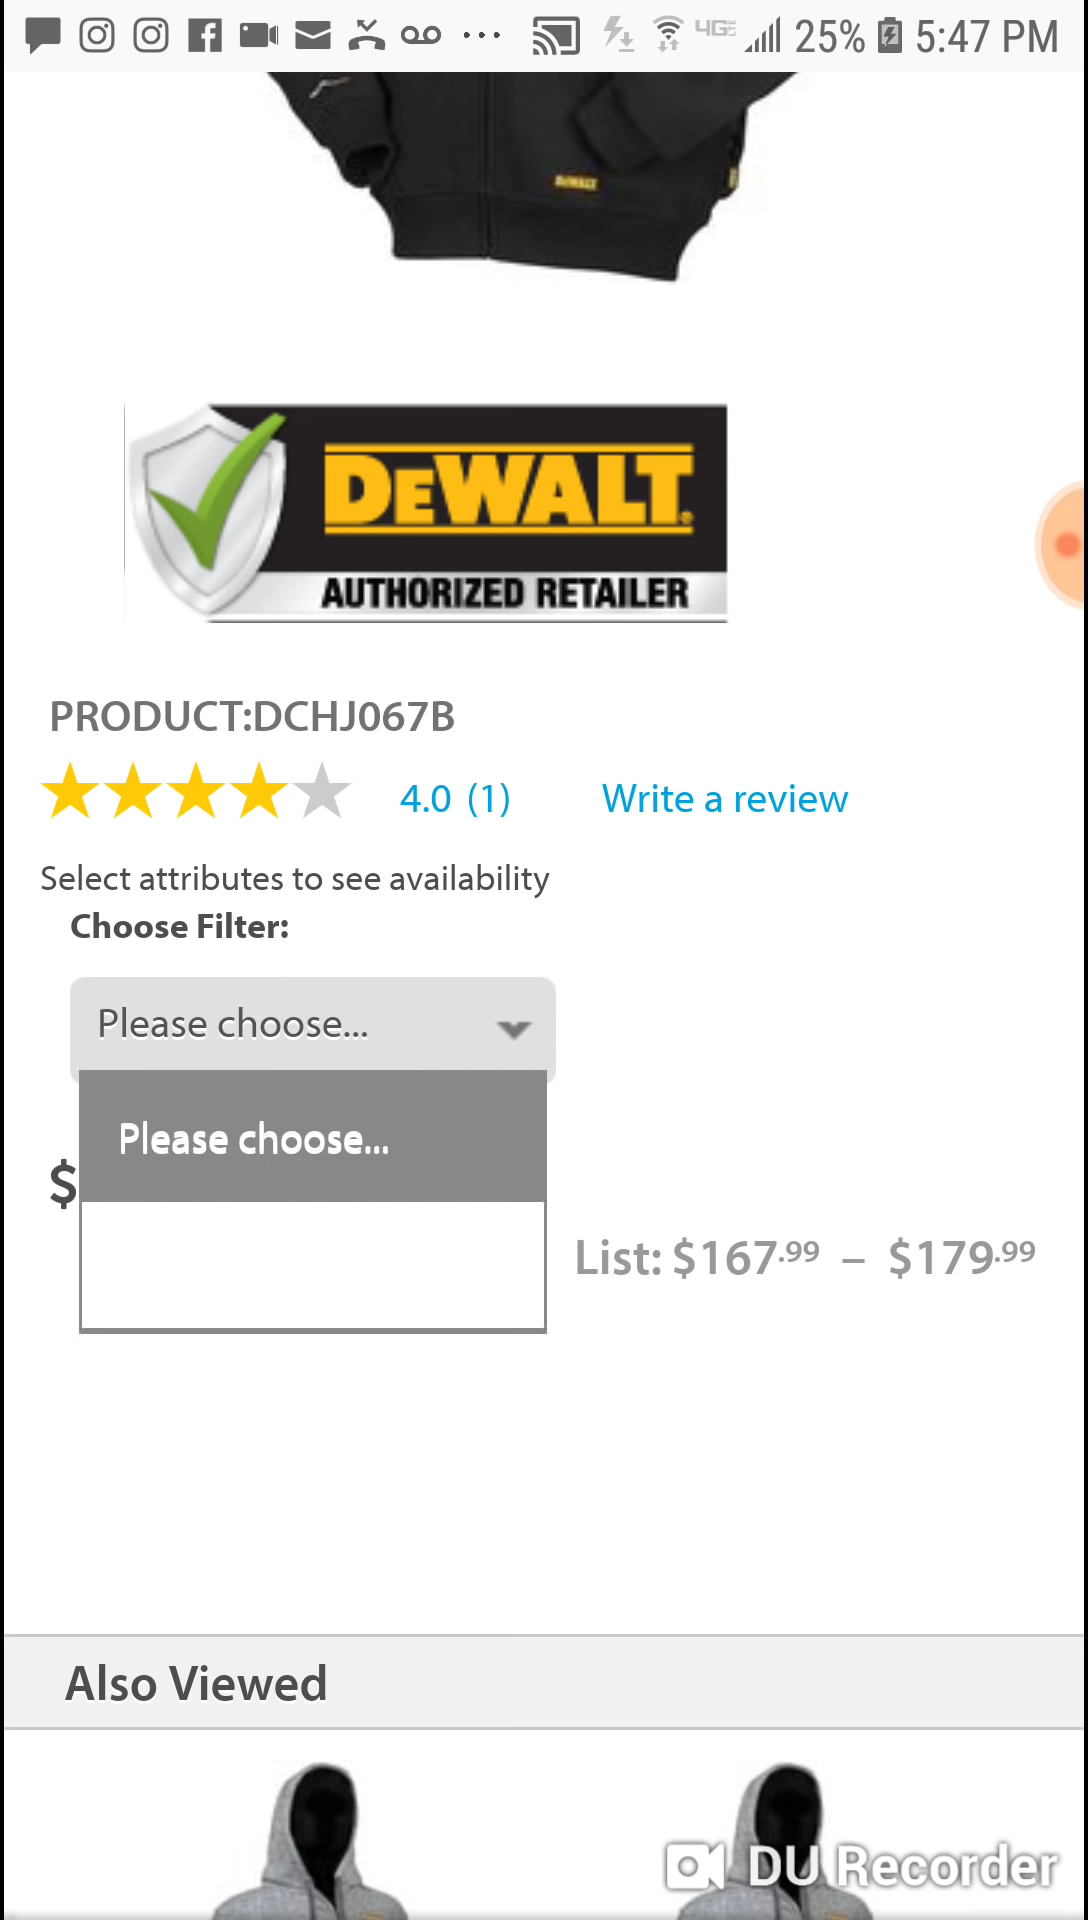 4GE 25% 5:47 PM
DEWALT
DEWALT
AUTHORIZED RETAILER
PRODUCT:DCHJ067B
4.0 (1) Write a review
Select attributes to see availability
Choose Filter:
Please choose...
Please choose...
$
List: $167.99 – $179.99
Also Viewed
DU Recorder